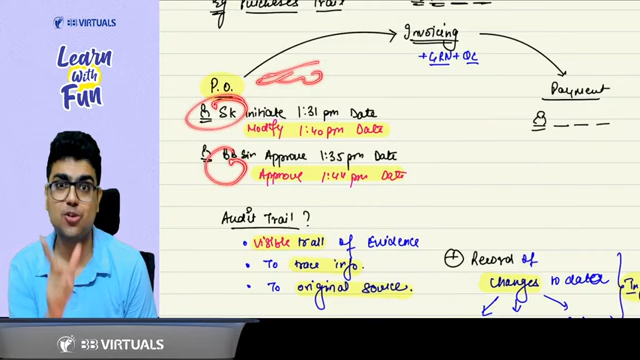 BB VIRTUALS
Learn
With
Fun
Eg Purchases Trail
Invoicing
+GRN+QC
P.O.
Payment
Sk Initiate 1:31 pm Date
Modify 1:40 pm Date
Sir Approve 1:35 pm Date
Approve 1:44 pm Date
Audit Trail?
• Visible trail of Evidence
• To trace info.
• To original source.
+ Record of
changes to data
BB VIRTUALS